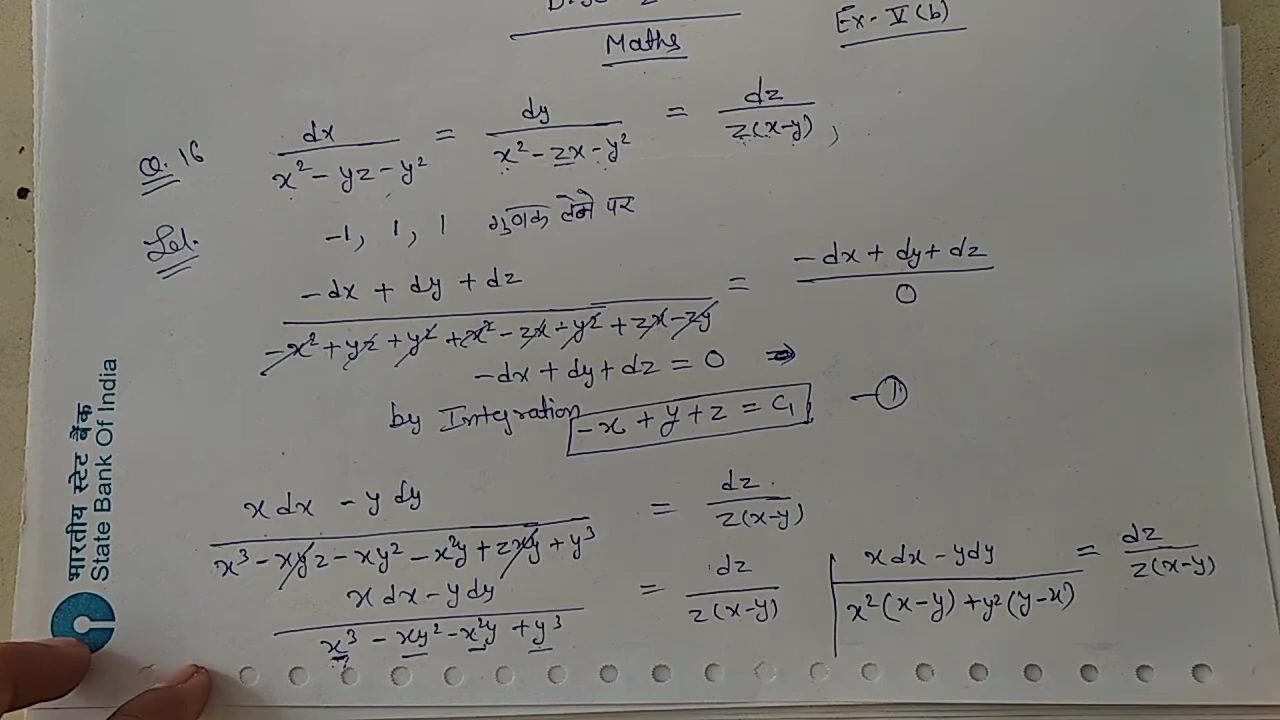 Maths
Ex- V(b)
Q. 16 dx/(x² - yz - y²) = dy/(x² - zx - y²) = dz/(z(x-y)),
Sol. -1, 1, 1 गुणक लेने पर
(-dx + dy + dz)/(-x² + yz + y² + x² - zx - y² + zx - zy) = (-dx + dy + dz)/0
-dx + dy + dz = 0 ⇒
by Integration -x + y + z = C₁ —①
(x dx - y dy)/(x³ - xyz - xy² - x²y + zxy + y³) = dz/(z(x-y))
(x dx - y dy)/(x³ - xy² - x²y + y³) = dz/(z(x-y))
(x dx - y dy)/(x²(x-y) + y²(y-x)) = dz/(z(x-y))
भारतीय स्टेट बैंक
State Bank Of India